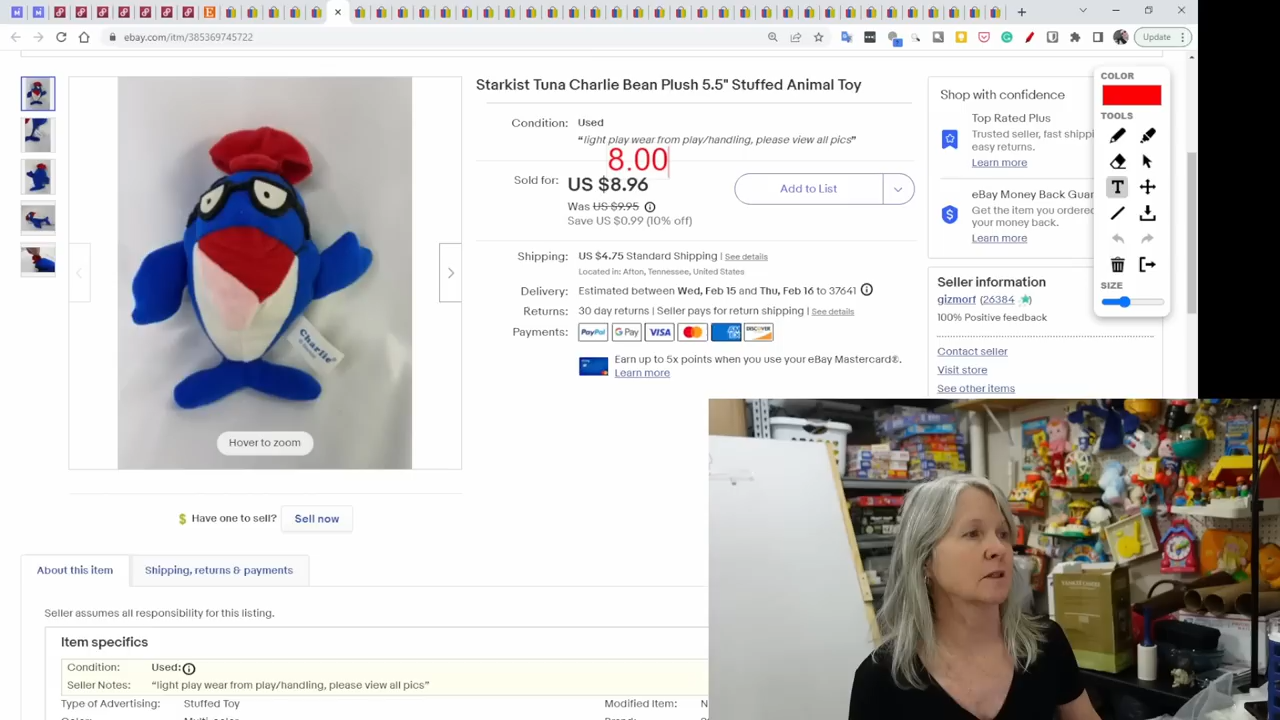 Update
ebay.com/itm/385369745722
Starkist Tuna Charlie Bean Plush 5.5" Stuffed Animal Toy
Condition:
Used
“light play wear from play/handling, please view all pics”
8.00
Sold for:
US $8.96
Add to List
Was US $9.95
Save US $0.99 (10% off)
Shipping:
US $4.75 Standard Shipping | See details
Located in: Afton, Tennessee, United States
Delivery:
Estimated between Wed, Feb 15 and Thu, Feb 16 to 37641
Returns:
30 day returns | Seller pays for return shipping | See details
Payments:
PayPal
G Pay
VISA
DISCOVER
Earn up to 5x points when you use your eBay Mastercard®.
Learn more
Charlie
Hover to zoom
Have one to sell?
Sell now
Shop with confidence
Top Rated Plus
Trusted seller, fast shippi
easy returns.
Learn more
eBay Money Back Gua
Get the item you ordered
your money back.
Learn more
Seller information
gizmorf (26384
100% Positive feedback
Contact seller
Visit store
See other items
COLOR
TOOLS
T
SIZE
About this item
Shipping, returns & payments
Seller assumes all responsibility for this listing.
Item specifics
Condition:
Used:
Seller Notes:
“light play wear from play/handling, please view all pics”
Type of Advertising:
Stuffed Toy
Modified Item:
N